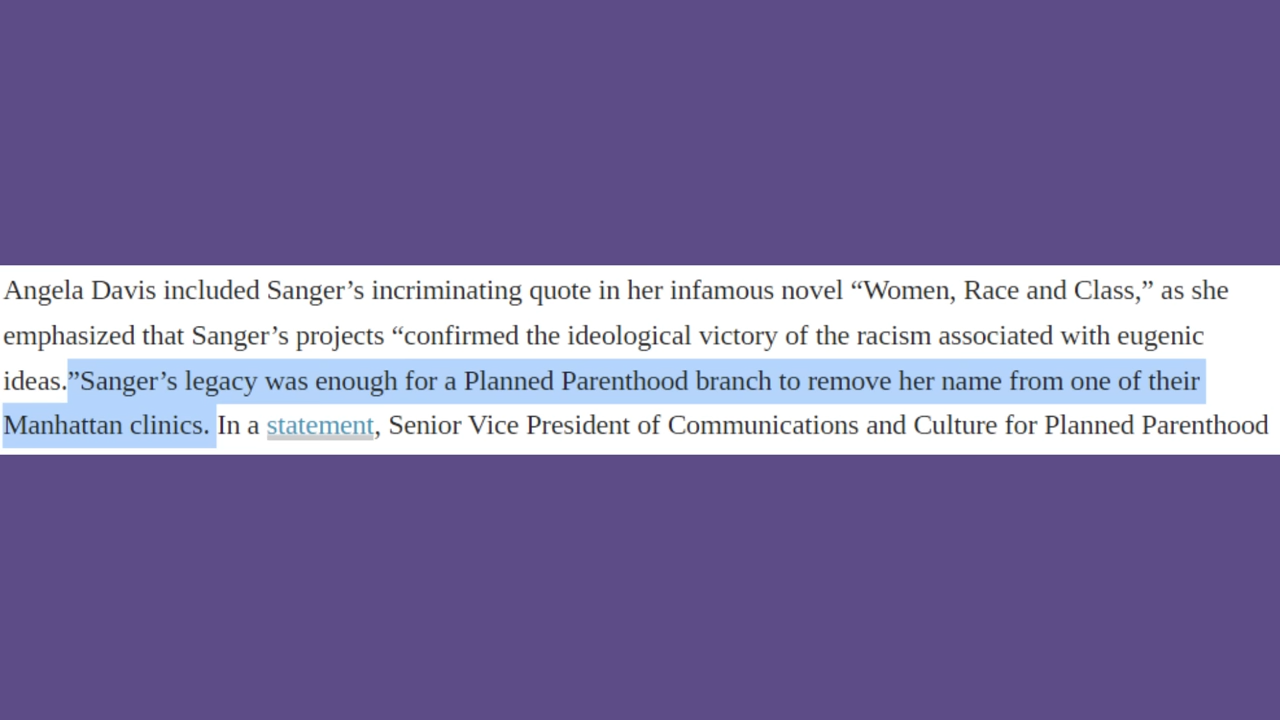 Angela Davis included Sanger’s incriminating quote in her infamous novel “Women, Race and Class,” as she
emphasized that Sanger’s projects “confirmed the ideological victory of the racism associated with eugenic
ideas.”Sanger’s legacy was enough for a Planned Parenthood branch to remove her name from one of their
Manhattan clinics. In a statement, Senior Vice President of Communications and Culture for Planned Parenthood